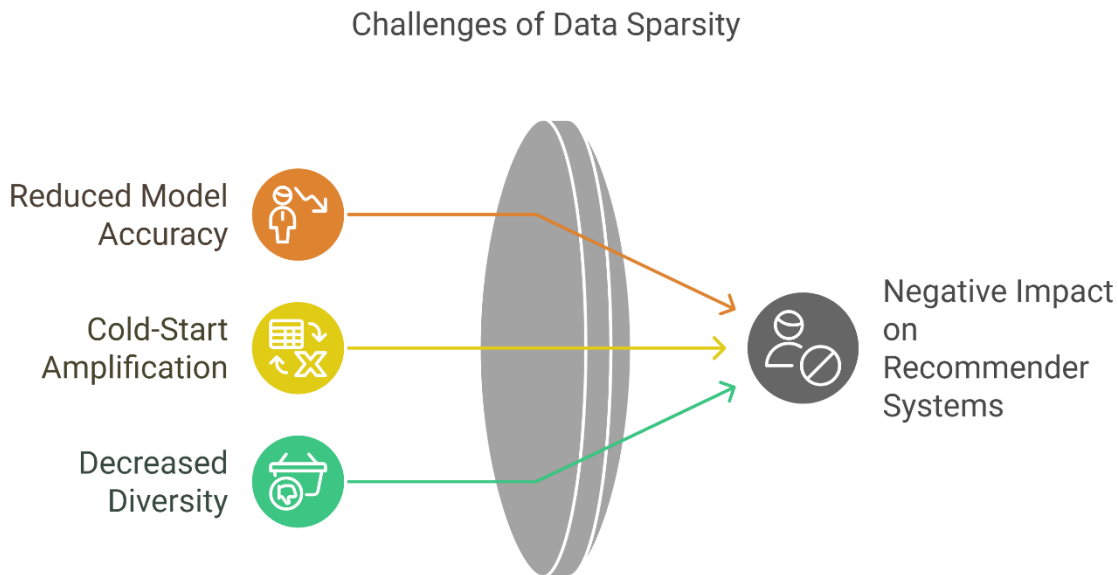 Challenges of Data Sparsity
Reduced Model
Accuracy
Cold-Start
Amplification
Decreased
Diversity
Negative Impact
on
Recommender
Systems